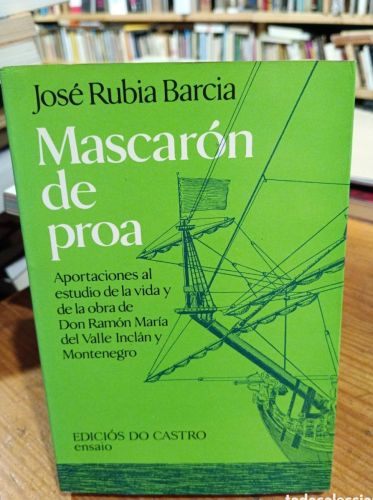 José Rubia Barcia
Mascarón
de
proa
Aportaciones al
estudio de la vida y
de la obra de
Don Ramón María
del Valle Inclán y
Montenegro
EDICIÓS DO CASTRO
ensaio